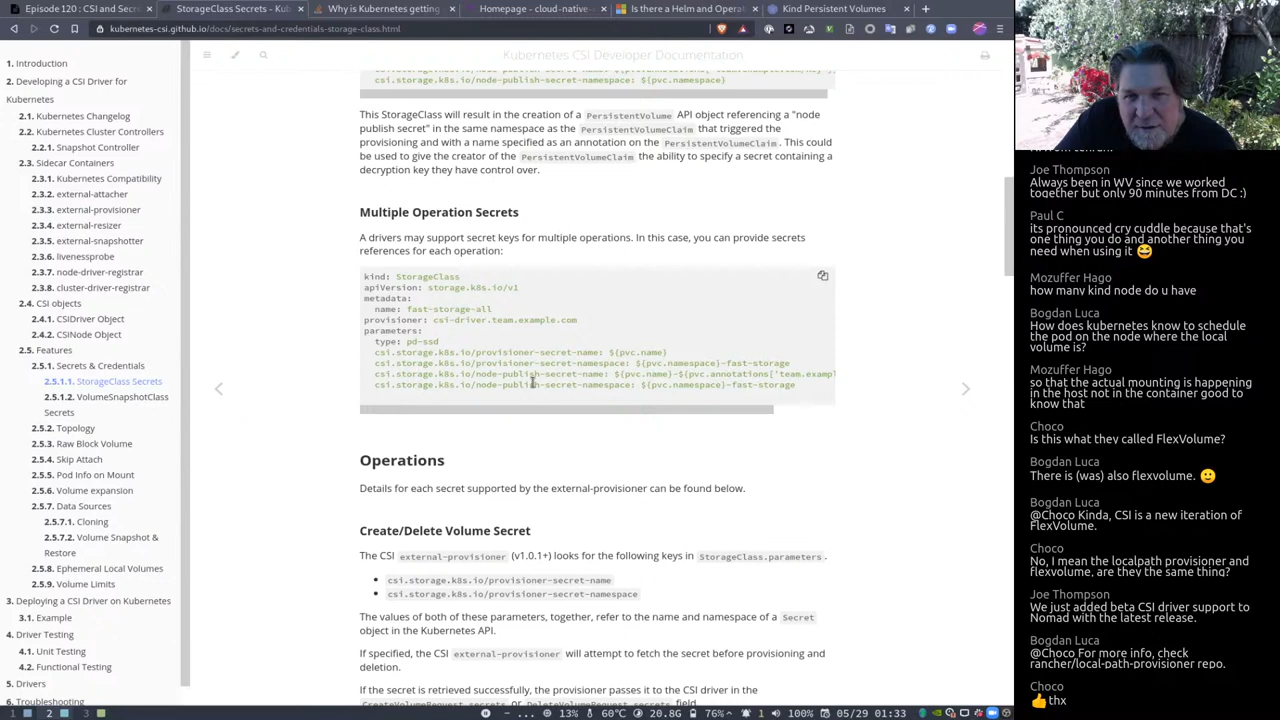 Episode 120 : CSI and Secre
StorageClass Secrets - Kub
Why is Kubernetes getting
Homepage - cloud-native...
Is there a Helm and Operat
Kind Persistent Volumes
kubernetes-csi.github.io/docs/secrets-and-credentials-storage-class.html
Kubernetes CSI Developer Documentation
1. Introduction
2. Developing a CSI Driver for
Kubernetes
2.1. Kubernetes Changelog
2.2. Kubernetes Cluster Controllers
2.2.1. Snapshot Controller
2.3. Sidecar Containers
2.3.1. Kubernetes Compatibility
2.3.2. external-attacher
2.3.3. external-provisioner
2.3.4. external-resizer
2.3.5. external-snapshotter
2.3.6. livenessprobe
2.3.7. node-driver-registrar
2.3.8. cluster-driver-registrar
2.4. CSI objects
2.4.1. CSIDriver Object
2.4.2. CSINode Object
2.5. Features
2.5.1. Secrets & Credentials
2.5.1.1. StorageClass Secrets
2.5.1.2. VolumeSnapshotClass
Secrets
2.5.2. Topology
2.5.3. Raw Block Volume
2.5.4. Skip Attach
2.5.5. Pod Info on Mount
2.5.6. Volume expansion
2.5.7. Data Sources
2.5.7.1. Cloning
2.5.7.2. Volume Snapshot &
Restore
2.5.8. Ephemeral Local Volumes
2.5.9. Volume Limits
3. Deploying a CSI Driver on Kubernetes
3.1. Example
4. Driver Testing
4.1. Unit Testing
4.2. Functional Testing
5. Drivers
6. Troubleshooting
csi.storage.k8s.io/node-publish-secret-namespace: ${pvc.namespace}
This StorageClass will result in the creation of a PersistentVolume API object referencing a "node
publish secret" in the same namespace as the PersistentVolumeClaim that triggered the
provisioning and with a name specified as an annotation on the PersistentVolumeClaim. This could
be used to give the creator of the PersistentVolumeClaim the ability to specify a secret containing a
decryption key they have control over.
Multiple Operation Secrets
A drivers may support secret keys for multiple operations. In this case, you can provide secrets
references for each operation:
kind: StorageClass
apiVersion: storage.k8s.io/v1
metadata:
name: fast-storage-all
provisioner: csi-driver.team.example.com
parameters:
type: pd-ssd
csi.storage.k8s.io/provisioner-secret-name: ${pvc.name}
csi.storage.k8s.io/provisioner-secret-namespace: ${pvc.namespace}-fast-storage
csi.storage.k8s.io/node-publish-secret-name: ${pvc.name}-${pvc.annotations['team.exampl
csi.storage.k8s.io/node-publish-secret-namespace: ${pvc.namespace}-fast-storage
Operations
Details for each secret supported by the external-provisioner can be found below.
Create/Delete Volume Secret
The CSI external-provisioner (v1.0.1+) looks for the following keys in StorageClass.parameters.
• csi.storage.k8s.io/provisioner-secret-name
• csi.storage.k8s.io/provisioner-secret-namespace
The values of both of these parameters, together, refer to the name and namespace of a Secret
object in the Kubernetes API.
If specified, the CSI external-provisioner will attempt to fetch the secret before provisioning and
deletion.
If the secret is retrieved successfully, the provisioner passes it to the CSI driver in the
CreateVolumeRequest.secrets or DeleteVolumeRequest.secrets field.
Joe Thompson
Always been in WV since we worked
together but only 90 minutes from DC :)
Paul C
its pronounced cry cuddle because that's
one thing you do and another thing you
need when using it 😆
Mozuffer Hago
how many kind node do u have
Bogdan Luca
How does kubernetes know to schedule
the pod on the node where the local
volume is?
Mozuffer Hago
so that the actual mounting is happening
in the host not in the container good to
know that
Choco
Is this what they called FlexVolume?
Bogdan Luca
There is (was) also flexvolume. 🙂
Bogdan Luca
@Choco Kinda, CSI is a new iteration of
FlexVolume.
Choco
No, I mean the localpath provisioner and
flexvolume, are they the same thing?
Joe Thompson
We just added beta CSI driver support to
Nomad with the latest release.
Bogdan Luca
@Choco For more info, check
rancher/local-path-provisioner repo.
Choco
👍thx
1 2 3
13% 60℃ 20.8G 76% 1 100% 05/29 01:33